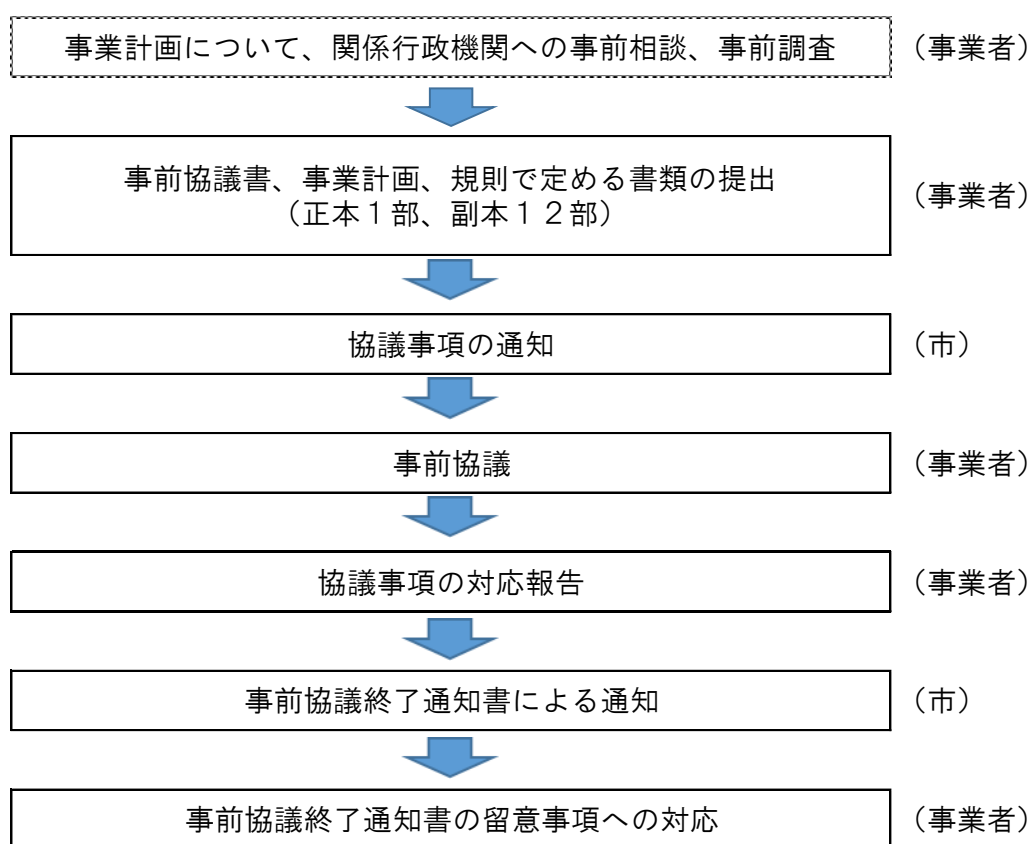 事業計画について、関係行政機関への事前相談、事前調査 （事業者）
事前協議書、事業計画、規則で定める書類の提出
（正本１部、副本１２部） （事業者）
協議事項の通知 （市）
事前協議 （事業者）
協議事項の対応報告 （事業者）
事前協議終了通知書による通知 （市）
事前協議終了通知書の留意事項への対応 （事業者）